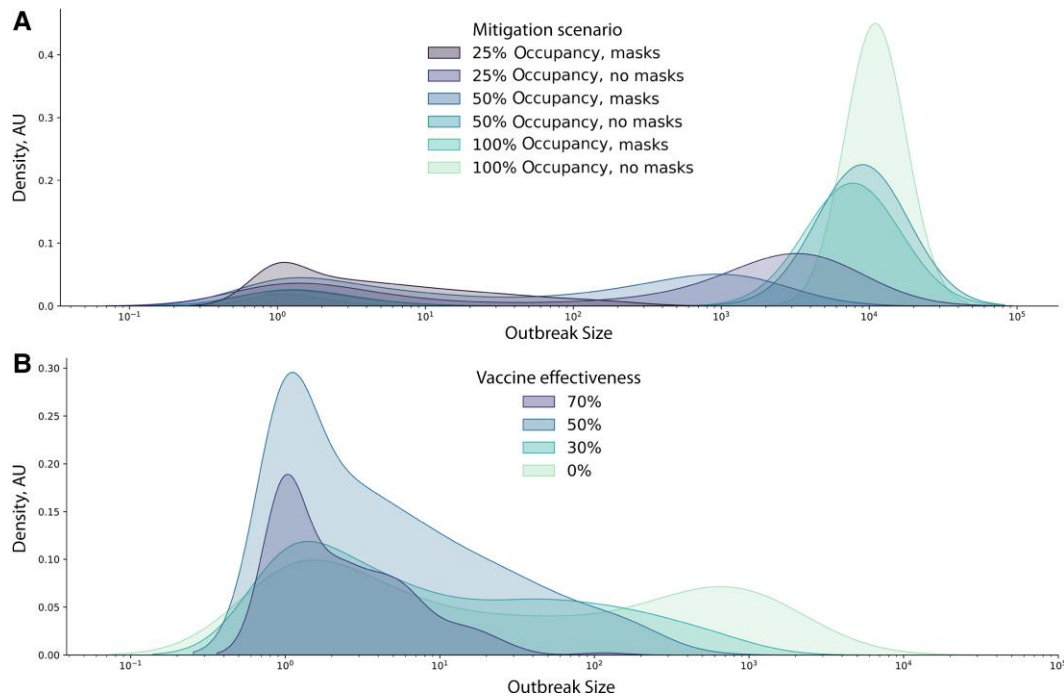 A
Mitigation scenario
25% Occupancy, masks
25% Occupancy, no masks
50% Occupancy, masks
50% Occupancy, no masks
100% Occupancy, masks
100% Occupancy, no masks
Density, AU
0.4
0.3
0.2
0.1
0.0
10⁻¹ 10⁰ 10¹ 10² 10³ 10⁴ 10⁵
Outbreak Size
B
Vaccine effectiveness
70%
50%
30%
0%
Density, AU
0.30
0.25
0.20
0.15
0.10
0.05
0.00
10⁻¹ 10⁰ 10¹ 10² 10³ 10⁴
Outbreak Size